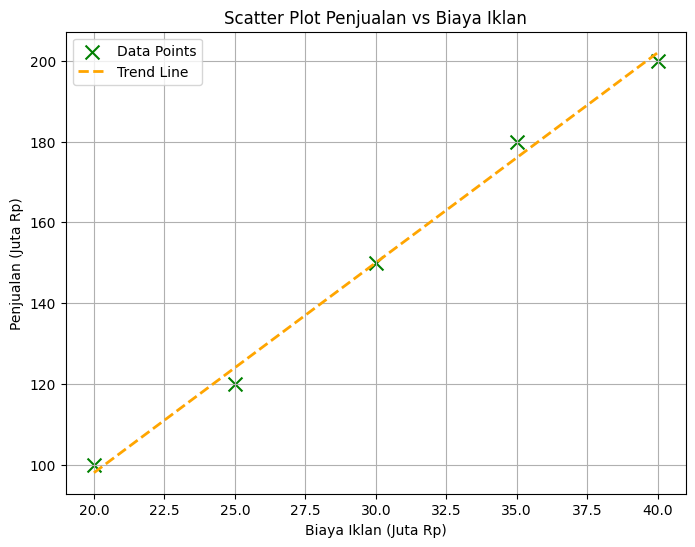 Scatter Plot Penjualan vs Biaya Iklan
Data Points
Trend Line
Penjualan (Juta Rp)
200
180
160
140
120
100
20.0 22.5 25.0 27.5 30.0 32.5 35.0 37.5 40.0
Biaya Iklan (Juta Rp)